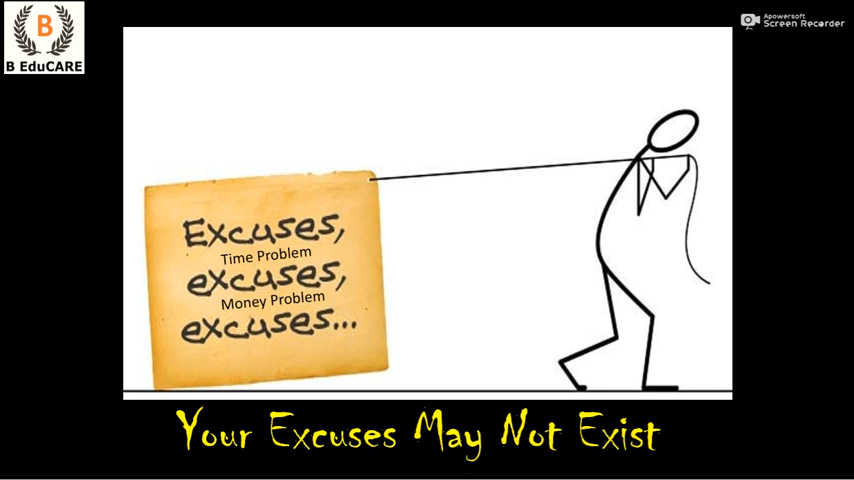 B
B EduCARE
Apowersoft
Screen Recorder
Excuses,
Time Problem
excuses,
Money Problem
excuses...
Your Excuses May Not Exist